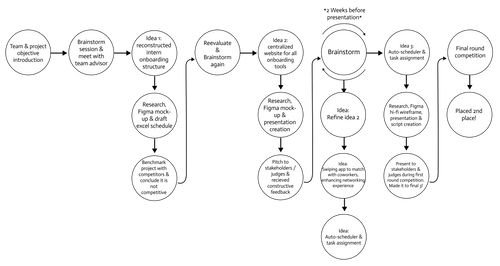 *2 Weeks before
presentation*
Team & project
objective
introduction
Brainstorm
session &
meet with
team advisor
Idea 1:
reconstructed
intern
onboarding
structure
Research,
Figma mock-
up & draft
excel schedule
Benchmark
project with
competitors &
conclude it is
not
competitive
Reevaluate
&
Brainstorm
again
Idea 2:
centralized
website for all
onboarding
tools
Research,
Figma mock-
up &
presentation
creation
Pitch to
stakeholders /
judges &
recieved
constructive
feedback
Brainstorm
Idea:
Refine idea 2
Idea:
Swiping app to match
with coworkers,
enhancing networking
experience
Idea:
Auto-scheduler &
task assignment
Idea 3:
Auto-scheduler &
task assignment
Research, Figma
hi-fi wireframe,
presentation &
script creation
Present to
stakeholders &
judges during first
round competition.
Made it to final 3!
Final round
competition
Placed 2nd
place!